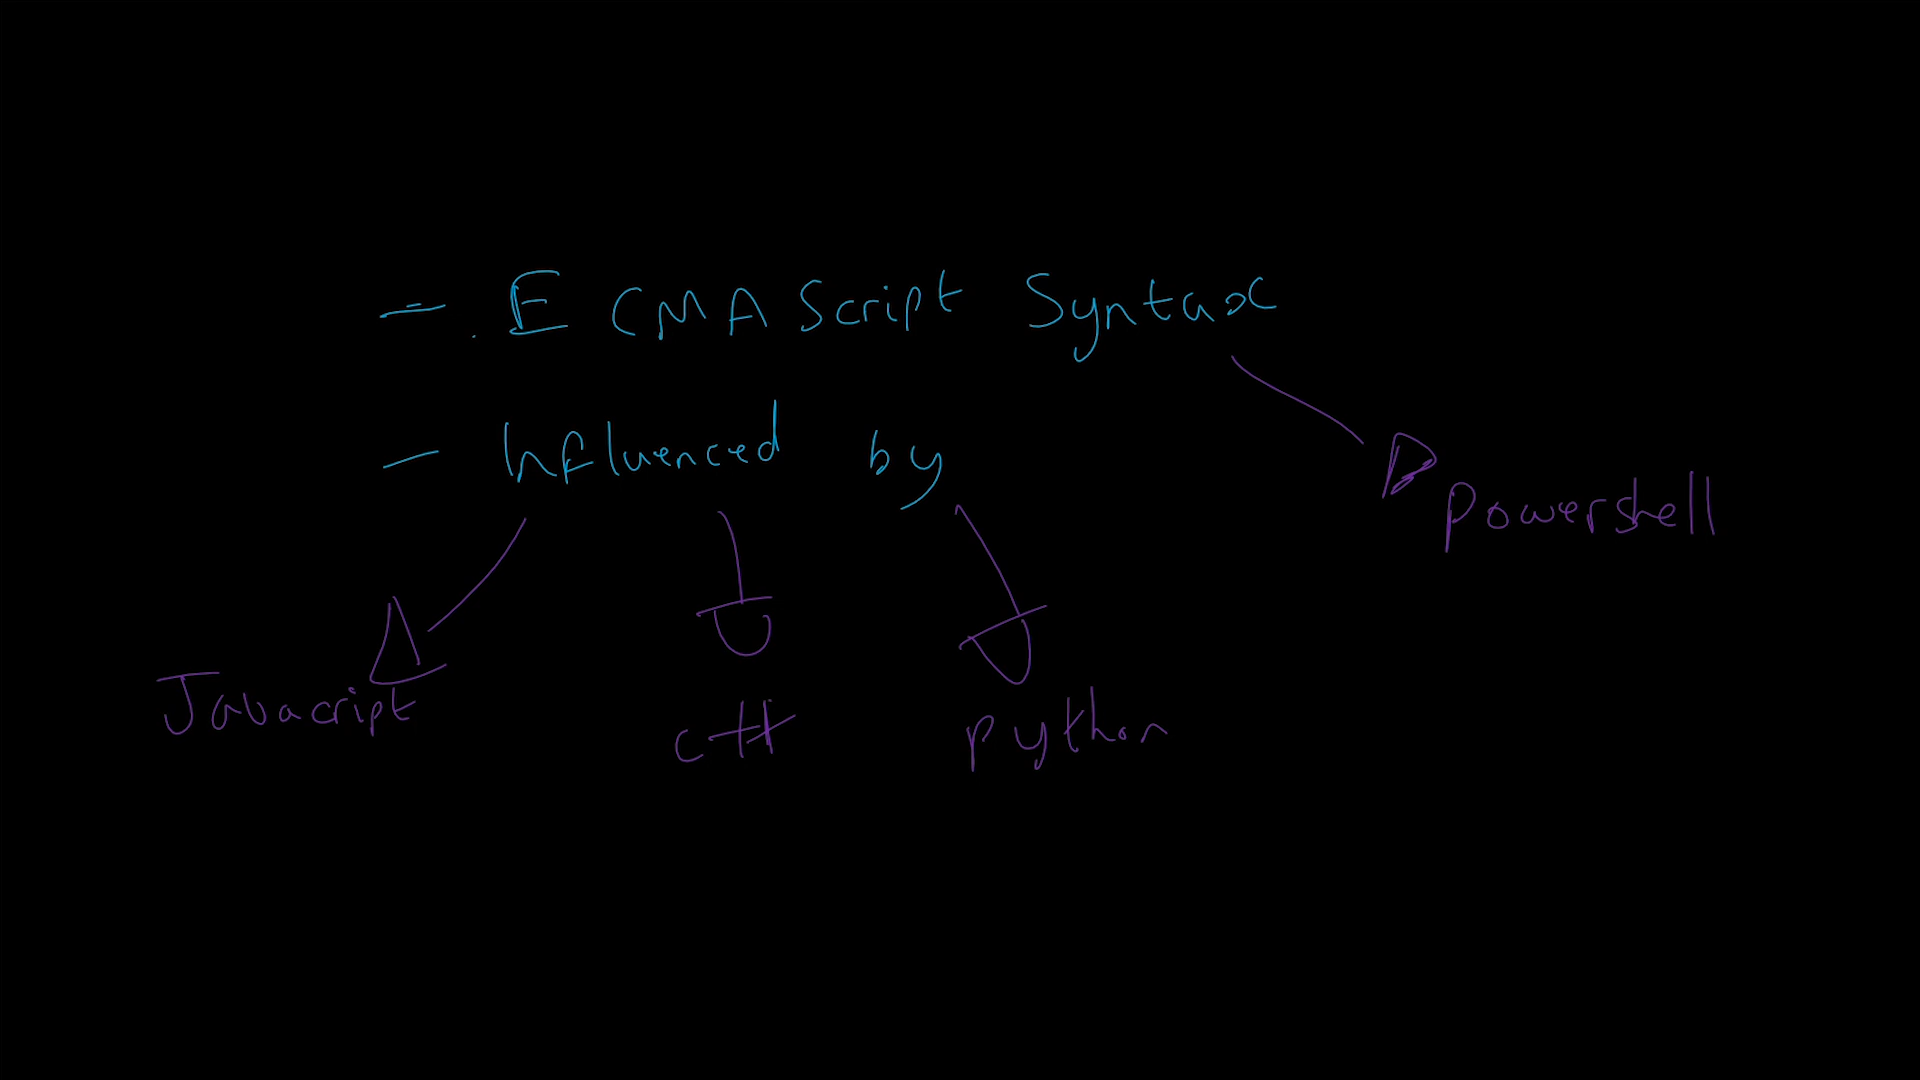 - ECMAScript Syntax
- Influenced by
Powershell
Javacript
c++
python